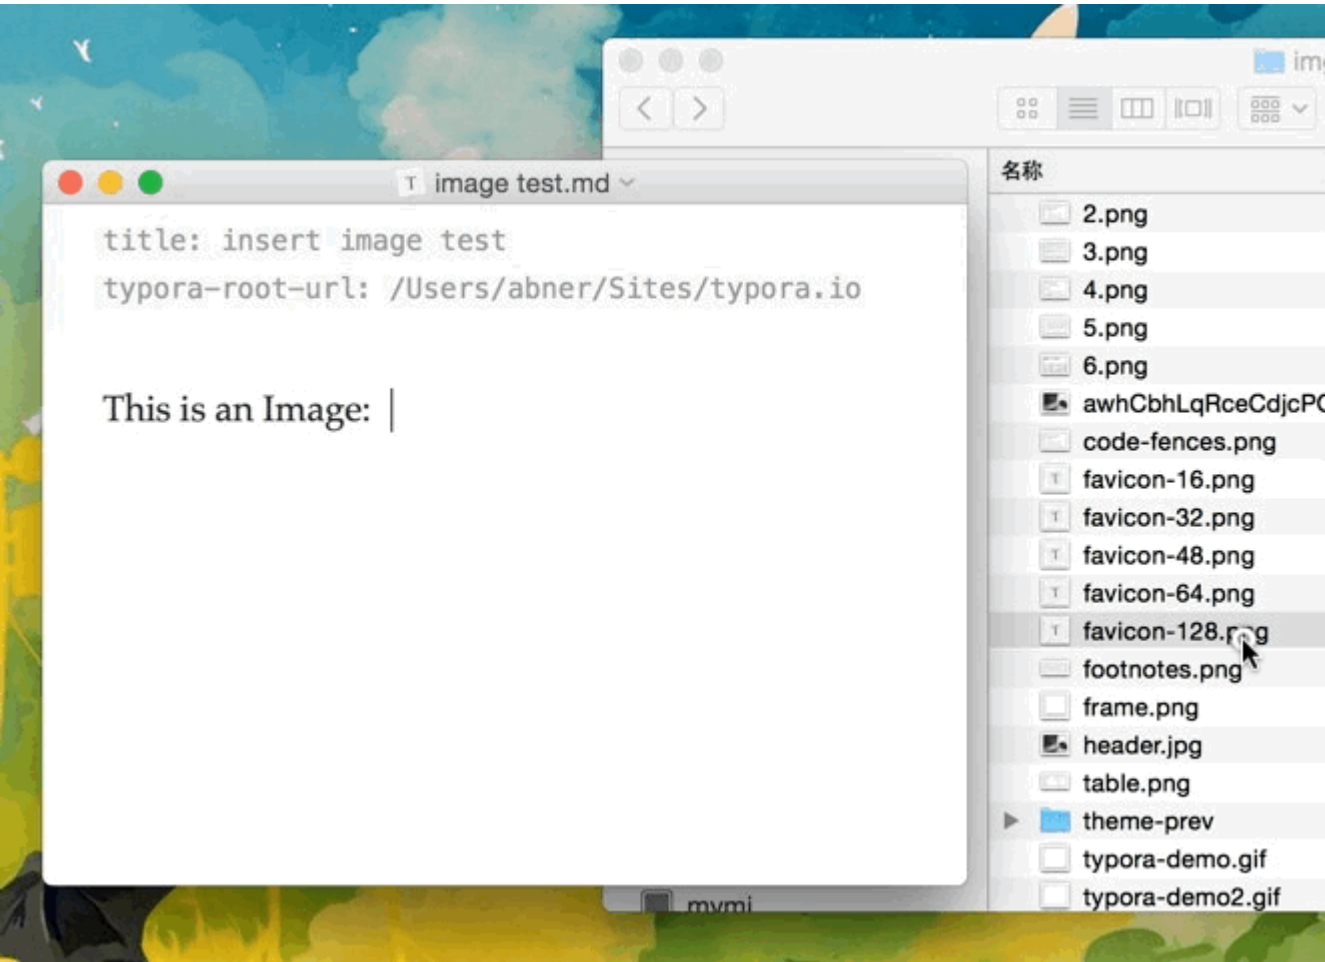 image test.md
title: insert image test
typora-root-url: /Users/abner/Sites/typora.io
This is an Image:
名称
2.png
3.png
4.png
5.png
6.png
code-fences.png
favicon-16.png
favicon-32.png
favicon-48.png
favicon-64.png
favicon-128.png
footnotes.png
frame.png
header.jpg
table.png
theme-prev
typora-demo.gif
typora-demo2.gif